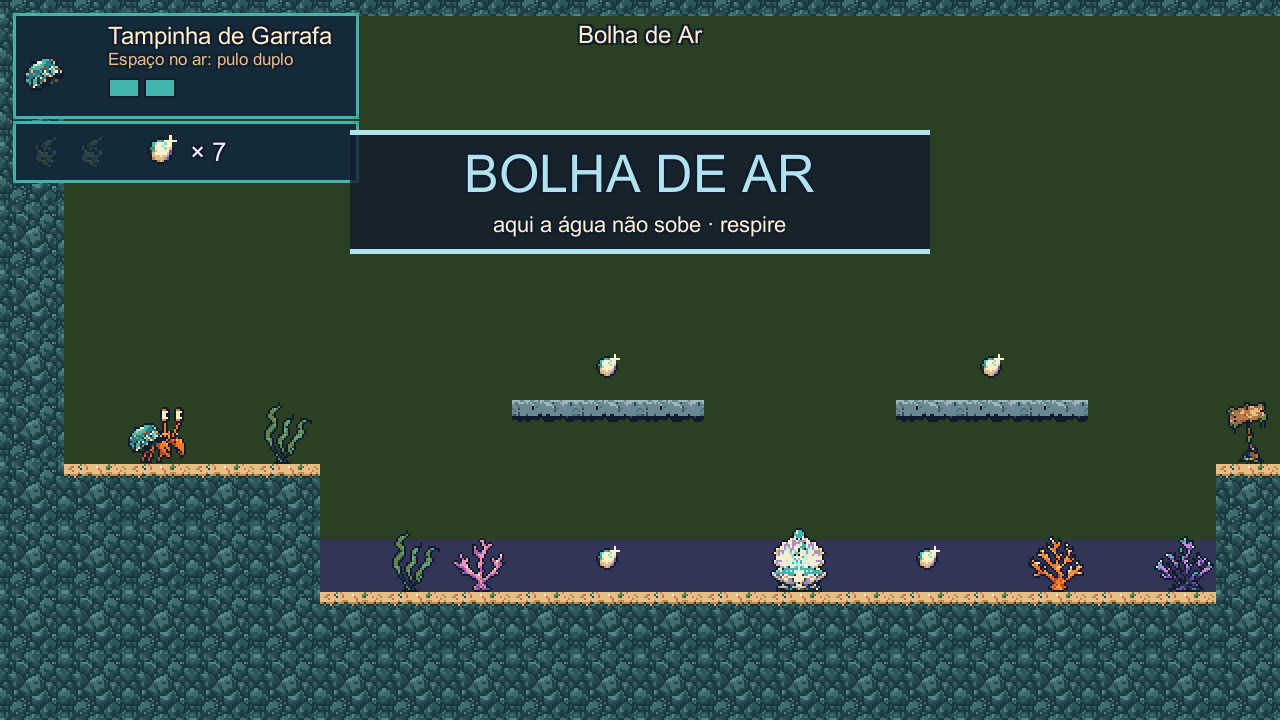 Tampinha de Garrafa
Espaço no ar: pulo duplo
× 7
Bolha de Ar
BOLHA DE AR
aqui a água não sobe · respire